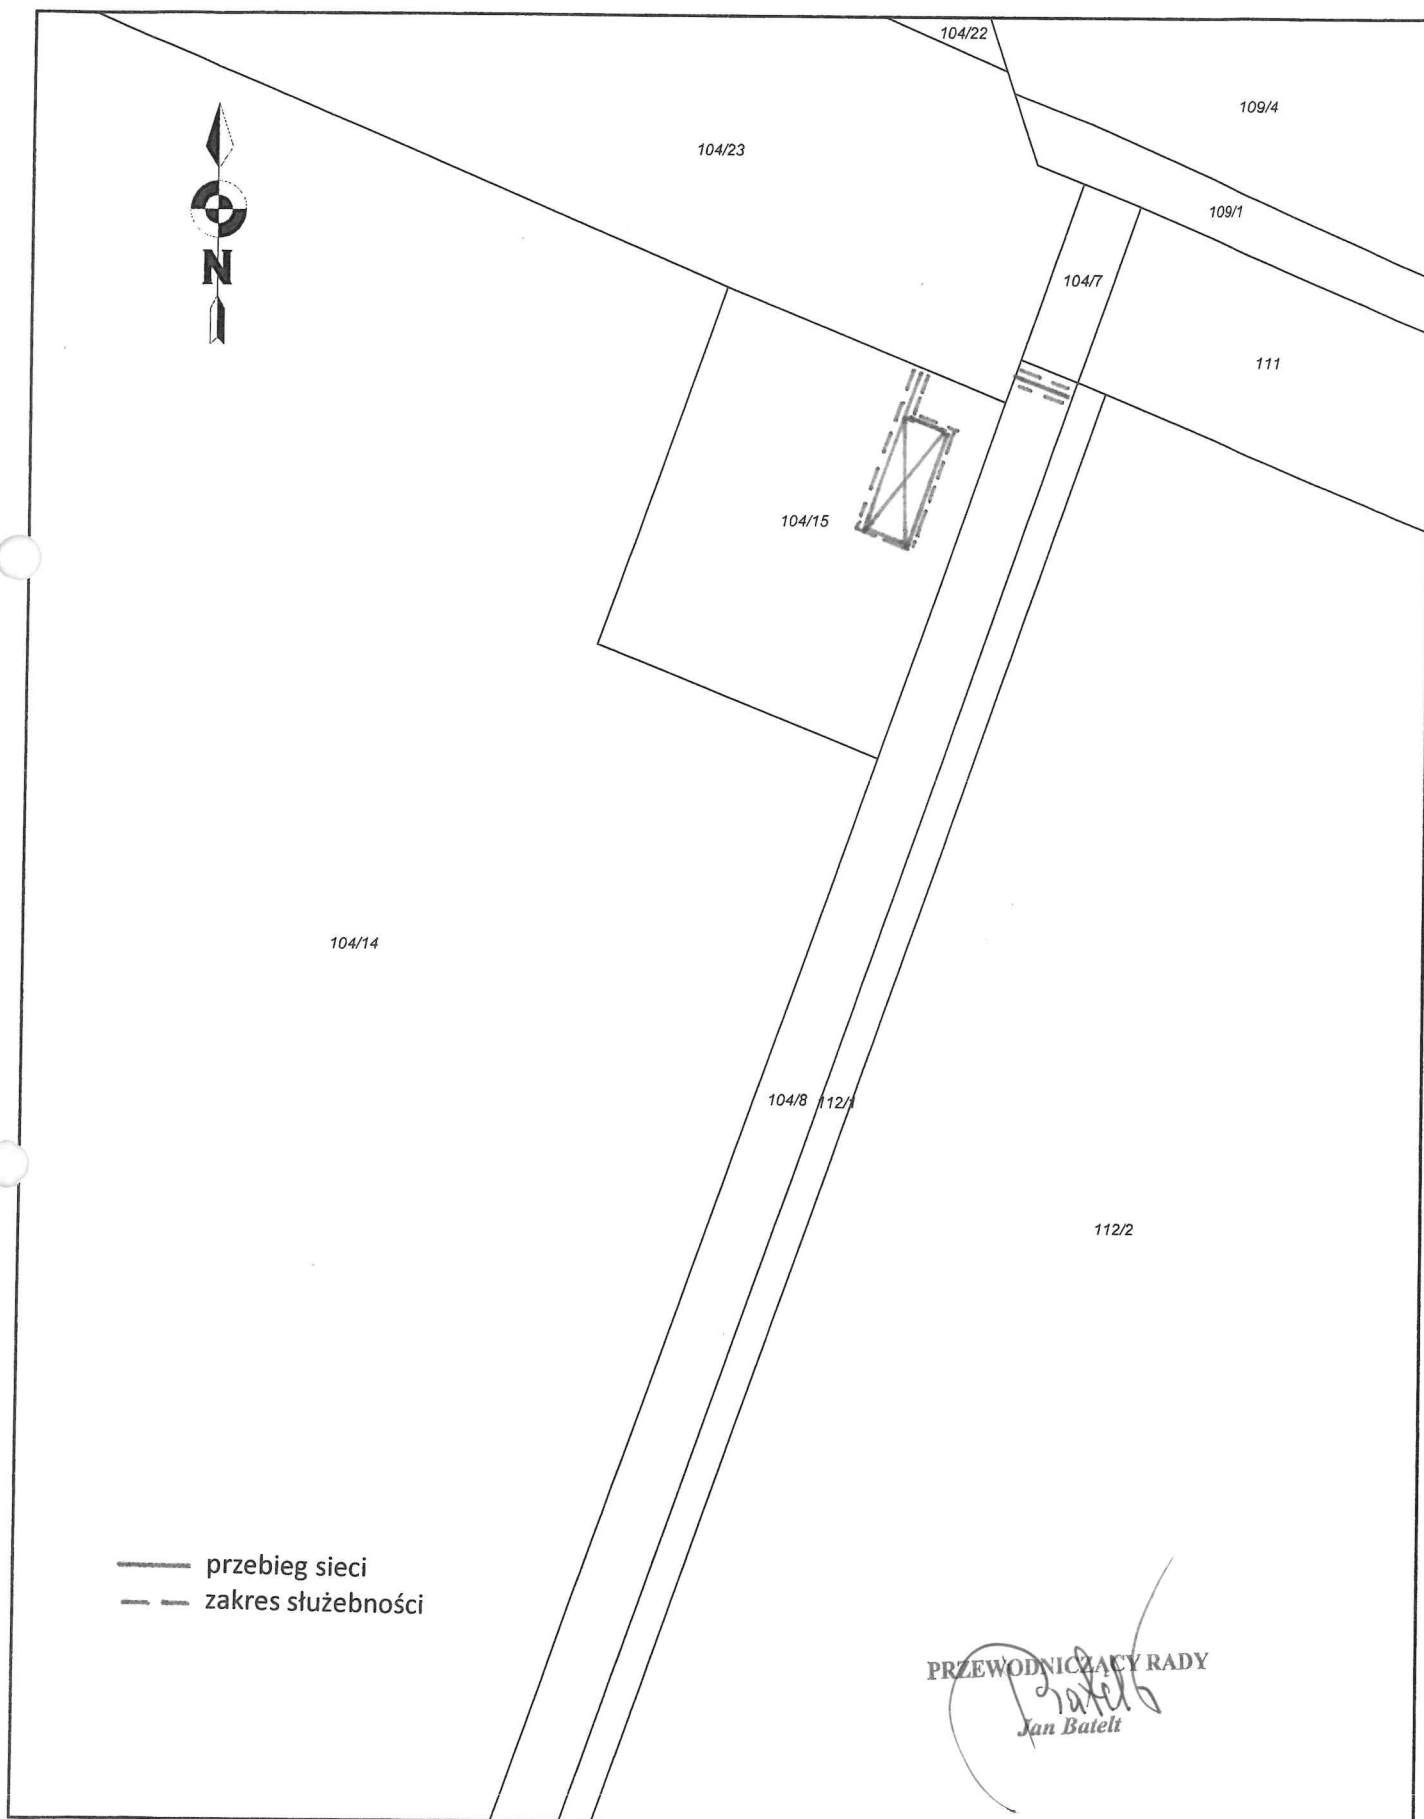 104/22
109/4
104/23
109/1
N
104/7
111
104/15
104/14
104/8
112/1
112/2
przebieg sieci
zakres służebności
PRZEWODNICZĄCY RADY
Batelt
Jan Batelt